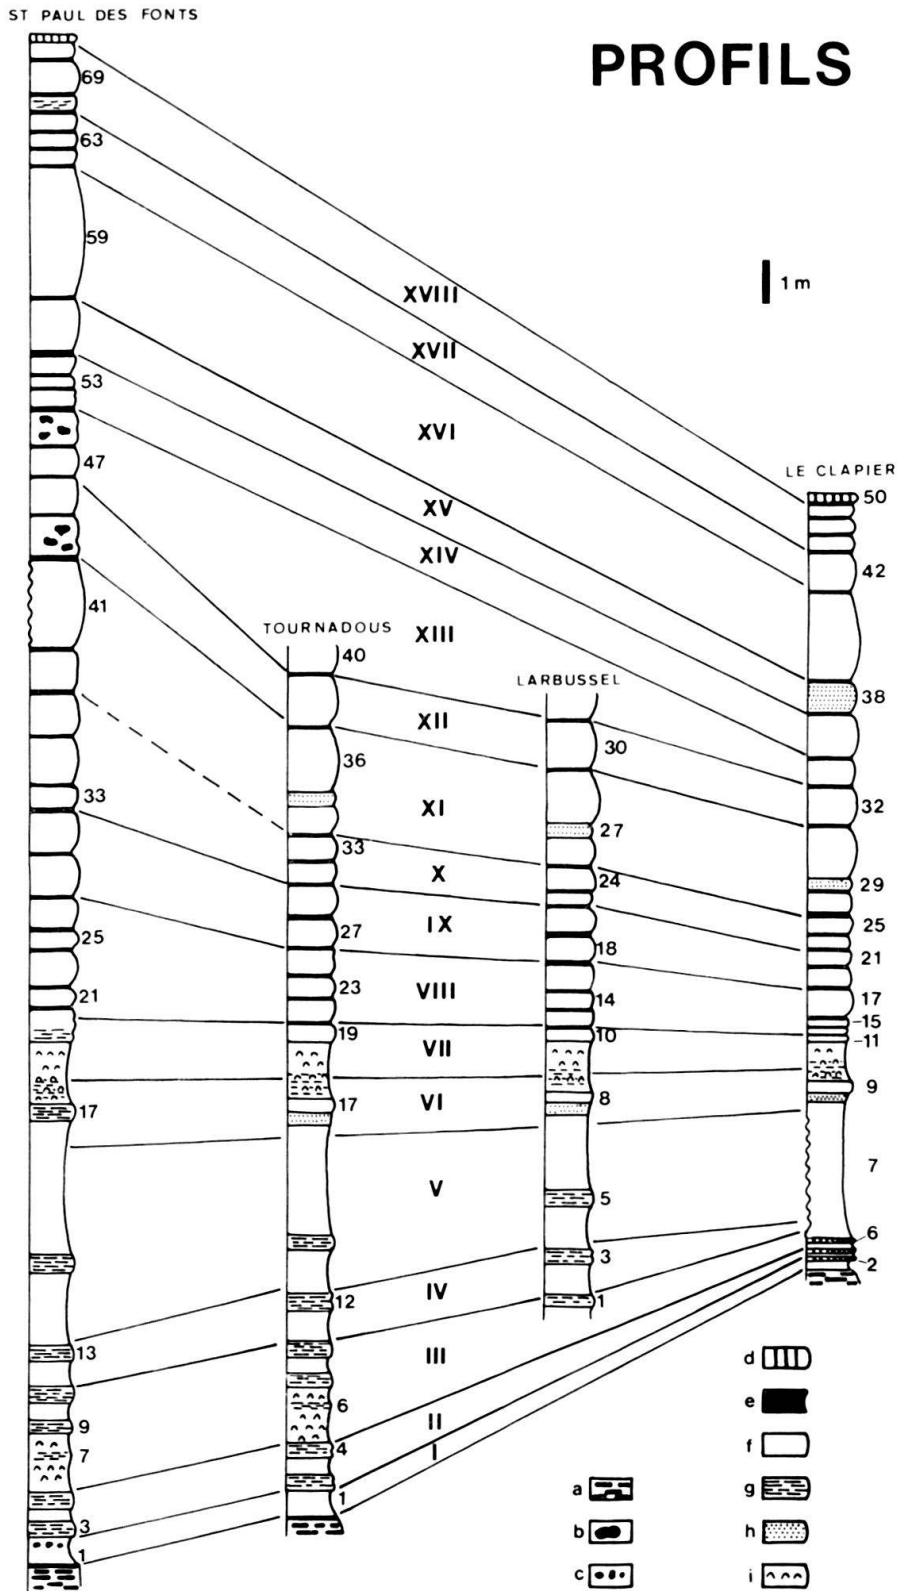 ST PAUL DES FONTS
PROFILS
69
63
59
1 m
XVIII
XVII
53
XVI
47
LE CLAPIER
50
XV
XIV
42
41
TOURNADOUS
40
XIII
LARBUSSEL
38
XII
30
36
33
XI
27
32
33
X
24
29
25
IX
27
18
25
21
21
23
VIII
14
17
19
10
15
11
VII
17
17
VI
8
9
V
5
7
3
6
IV
12
1
2
13
III
d
9
6
II
e
7
4
I
f
3
1
a
g
1
b
h
c
i